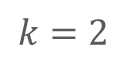 k = 2